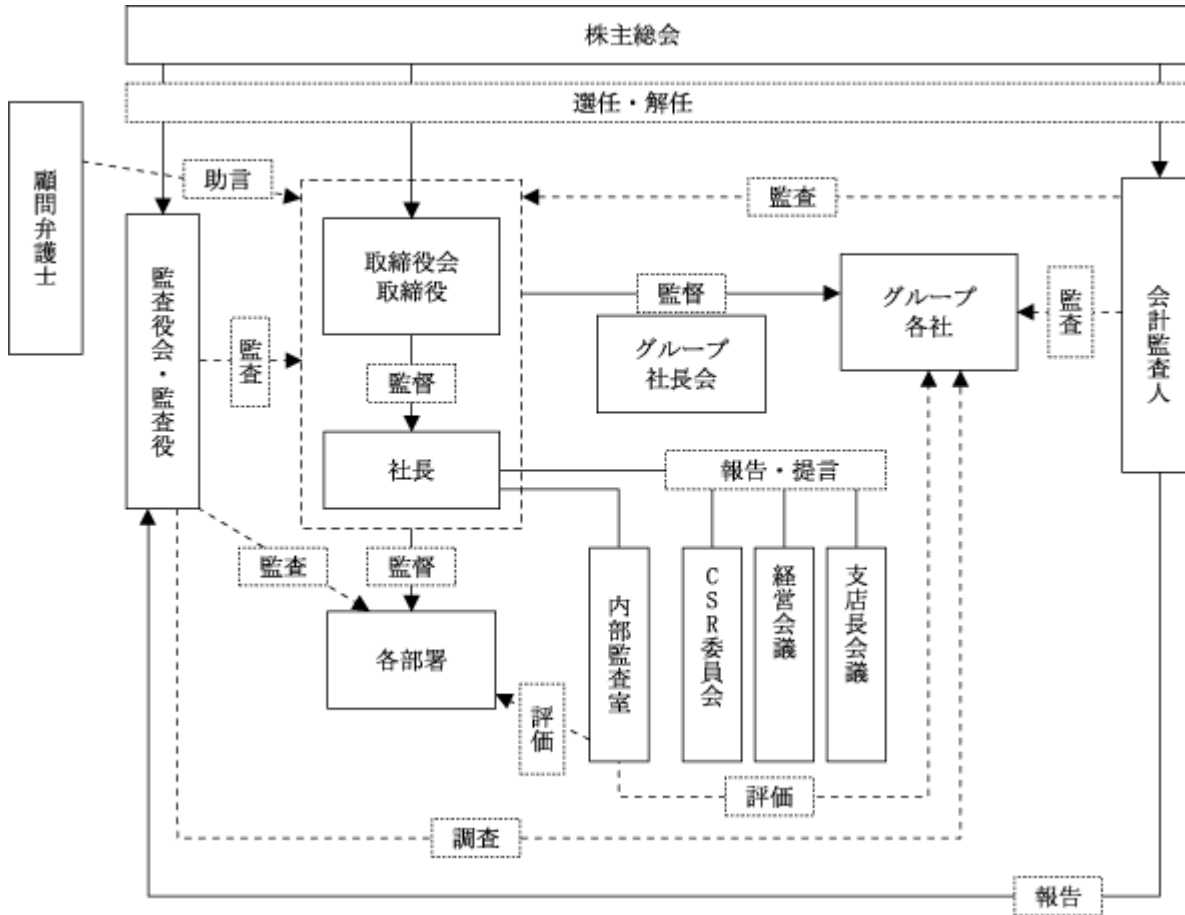 株主総会
選任・解任
顧問弁護士
助言
監査
取締役会
取締役
監督
グループ
各社
監査
会計監査人
監査役会・監査役
監査
グループ
社長会
監督
社長
報告・提言
監査
監督
各部署
内部監査室
CSR委員会
経営会議
支店長会議
評価
評価
調査
報告